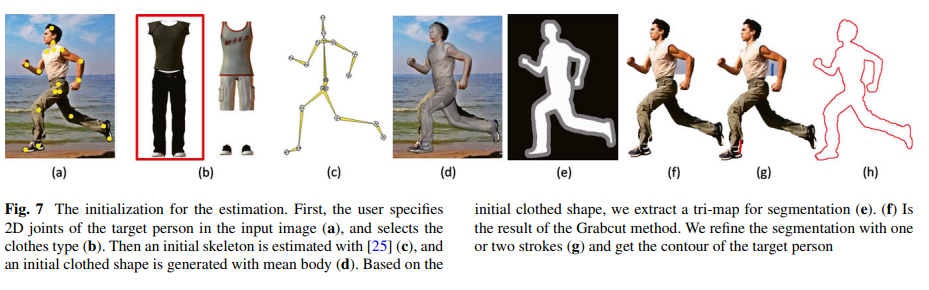 (a)
(b)
(c)
(d)
(e)
(f)
(g)
(h)
Fig. 7 The initialization for the estimation. First, the user specifies
2D joints of the target person in the input image (a), and selects the
clothes type (b). Then an initial skeleton is estimated with [25] (c), and
an initial clothed shape is generated with mean body (d). Based on the
initial clothed shape, we extract a tri-map for segmentation (e). (f) Is
the result of the Grabcut method. We refine the segmentation with one
or two strokes (g) and get the contour of the target person